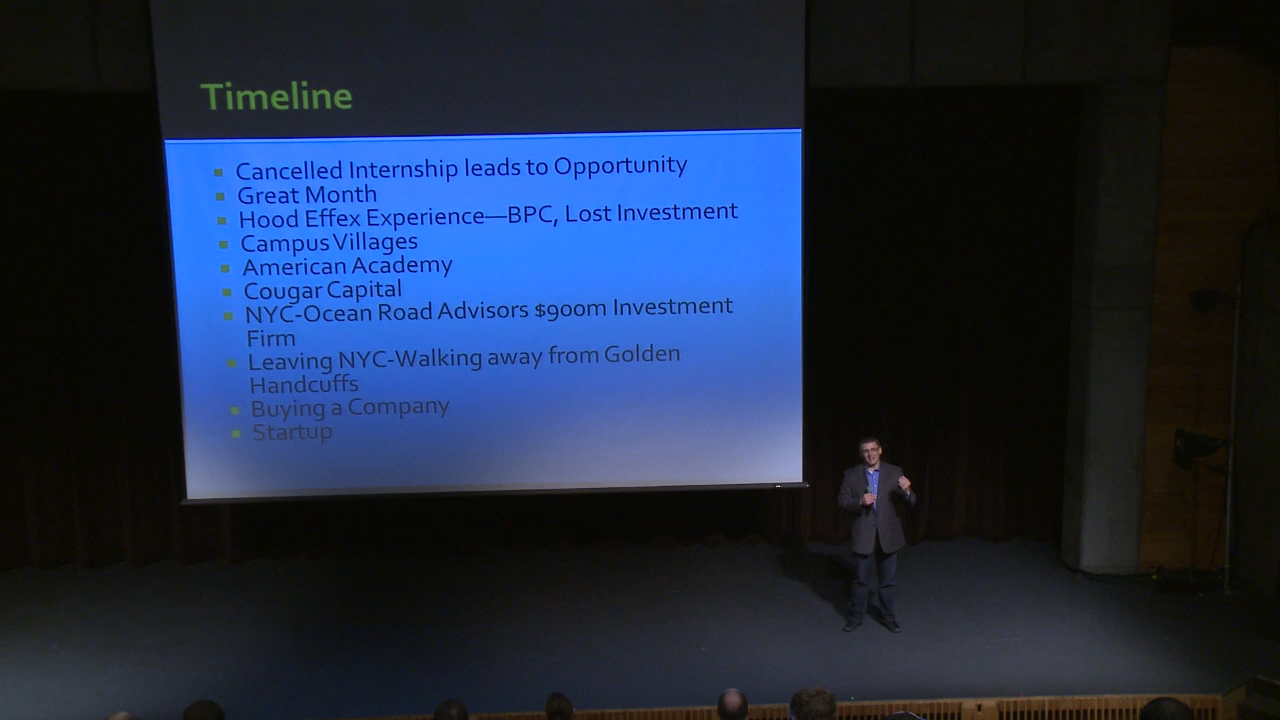 Timeline
Cancelled Internship leads to Opportunity
Great Month
Hood Effex Experience—BPC, Lost Investment
Campus Villages
American Academy
Cougar Capital
NYC-Ocean Road Advisors $900m Investment
Firm
Leaving NYC-Walking away from Golden
Handcuffs
Buying a Company
Startup